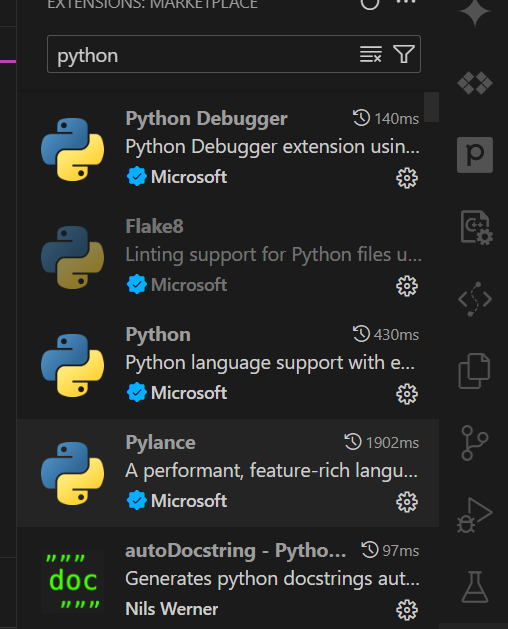 EXTENSIONS: MARKETPLACE
python
Python Debugger 140ms
Python Debugger extension usin...
Microsoft
Flake8
Linting support for Python files u...
Microsoft
Python 430ms
Python language support with e...
Microsoft
Pylance 1902ms
A performant, feature-rich langu...
Microsoft
""" doc """
autoDocstring - Pytho... 97ms
Generates python docstrings aut...
Nils Werner
p
C++